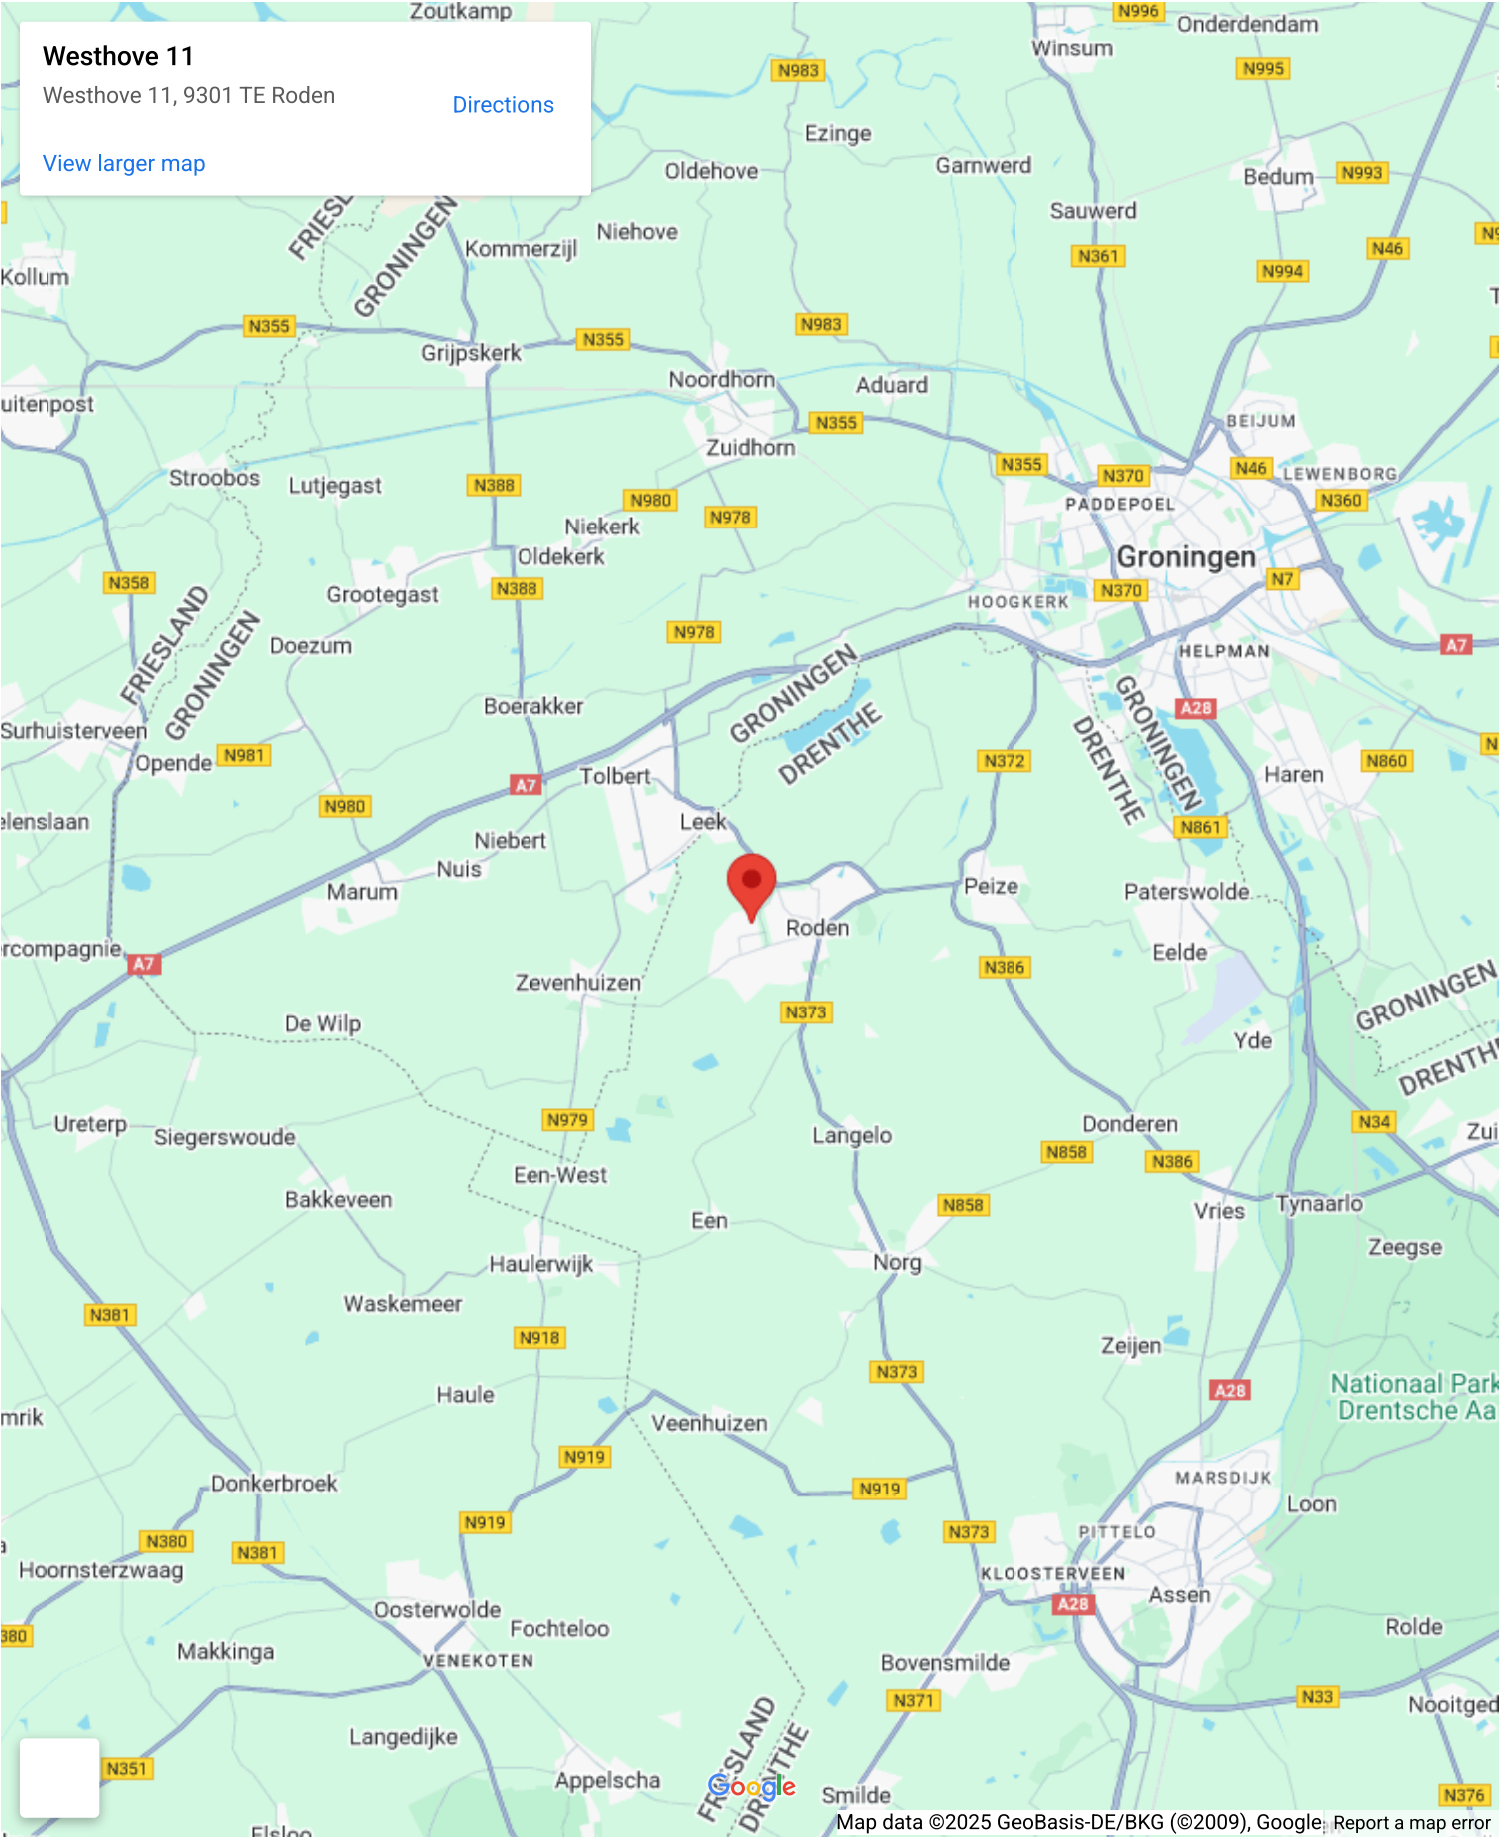 Westhove 11
Westhove 11, 9301 TE Roden
Directions
View larger map
Zoutkamp
N996
Onderdendam
Winsum
N983
N995
Ezinge
Oldehove
Garnwerd
Bedum
N993
Sauwerd
Niehove
Kommerzijl
N361
N46
N994
Kollum
FRIESL
GRONINGEN
N355
N355
N983
Grijpskerk
Noordhorn
Aduard
uitenpost
N355
BEIJUM
Zuidhorn
N355
N370
N46
LEWENBORG
Stroobos
Lutjegast
N388
N980
N360
PADDEPOEL
N978
Niekerk
Oldekerk
Groningen
N358
N388
N370
N7
Grootegast
HOOGKERK
N978
Doezum
HELPMAN
A7
FRIESLAND
GRONINGEN
GRONINGEN
DRENTHE
Boerakker
A28
Surhuisterveen
Opende
N981
GRONINGEN
DRENTHE
N372
N860
Tolbert
A7
Haren
N980
elenslaan
Leek
N861
Niebert
Nuis
Marum
Peize
Paterswolde
Roden
rcompagnie
A7
Eelde
N386
Zevenhuizen
GRONINGEN
DRENTHE
N373
De Wilp
Yde
Ureterp
Siegerswoude
N979
Langelo
Donderen
N34
Zui
N858
N386
Een-West
Bakkeveen
N858
Vries
Tynaarlo
Een
Zeegse
Haulerwijk
Norg
Waskemeer
N381
N918
Zeijen
N373
A28
Nationaal Park
Drentsche Aa
Haule
mrik
Veenhuizen
N919
Donkerbroek
N919
MARSDIJK
Loon
N919
N373
PITTELO
N380
N381
Hoornsterzwaag
KLOOSTERVEEN
Assen
A28
Oosterwolde
Fochteloo
Rolde
380
Makkinga
VENEKOTEN
Bovensmilde
N371
N33
Nooitged
Langedijke
FRIESLAND
DRENTHE
N351
Appelscha
Google
Smilde
N376
Elsloo
Map data ©2025 GeoBasis-DE/BKG (©2009), Google
Report a map error